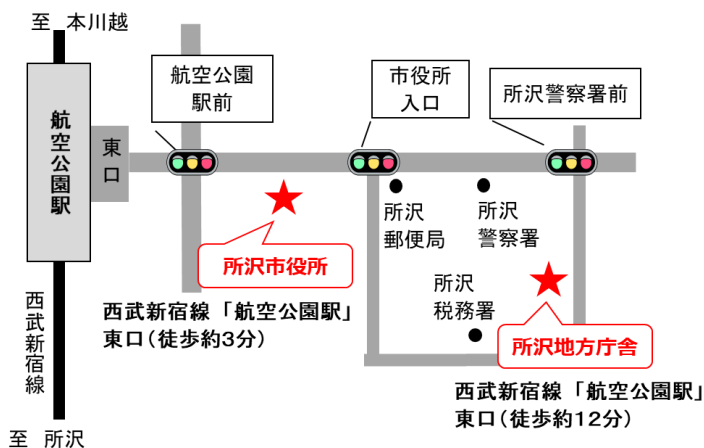 至 本川越
航空公園
駅前
市役所
入口
所沢警察署前
航空公園駅
東口
所沢
郵便局
所沢
警察署
所沢市役所
所沢
税務署
西武新宿線「航空公園駅」
東口(徒歩約3分)
所沢地方庁舎
西武新宿線
西武新宿線「航空公園駅」
東口(徒歩約12分)
至 所沢